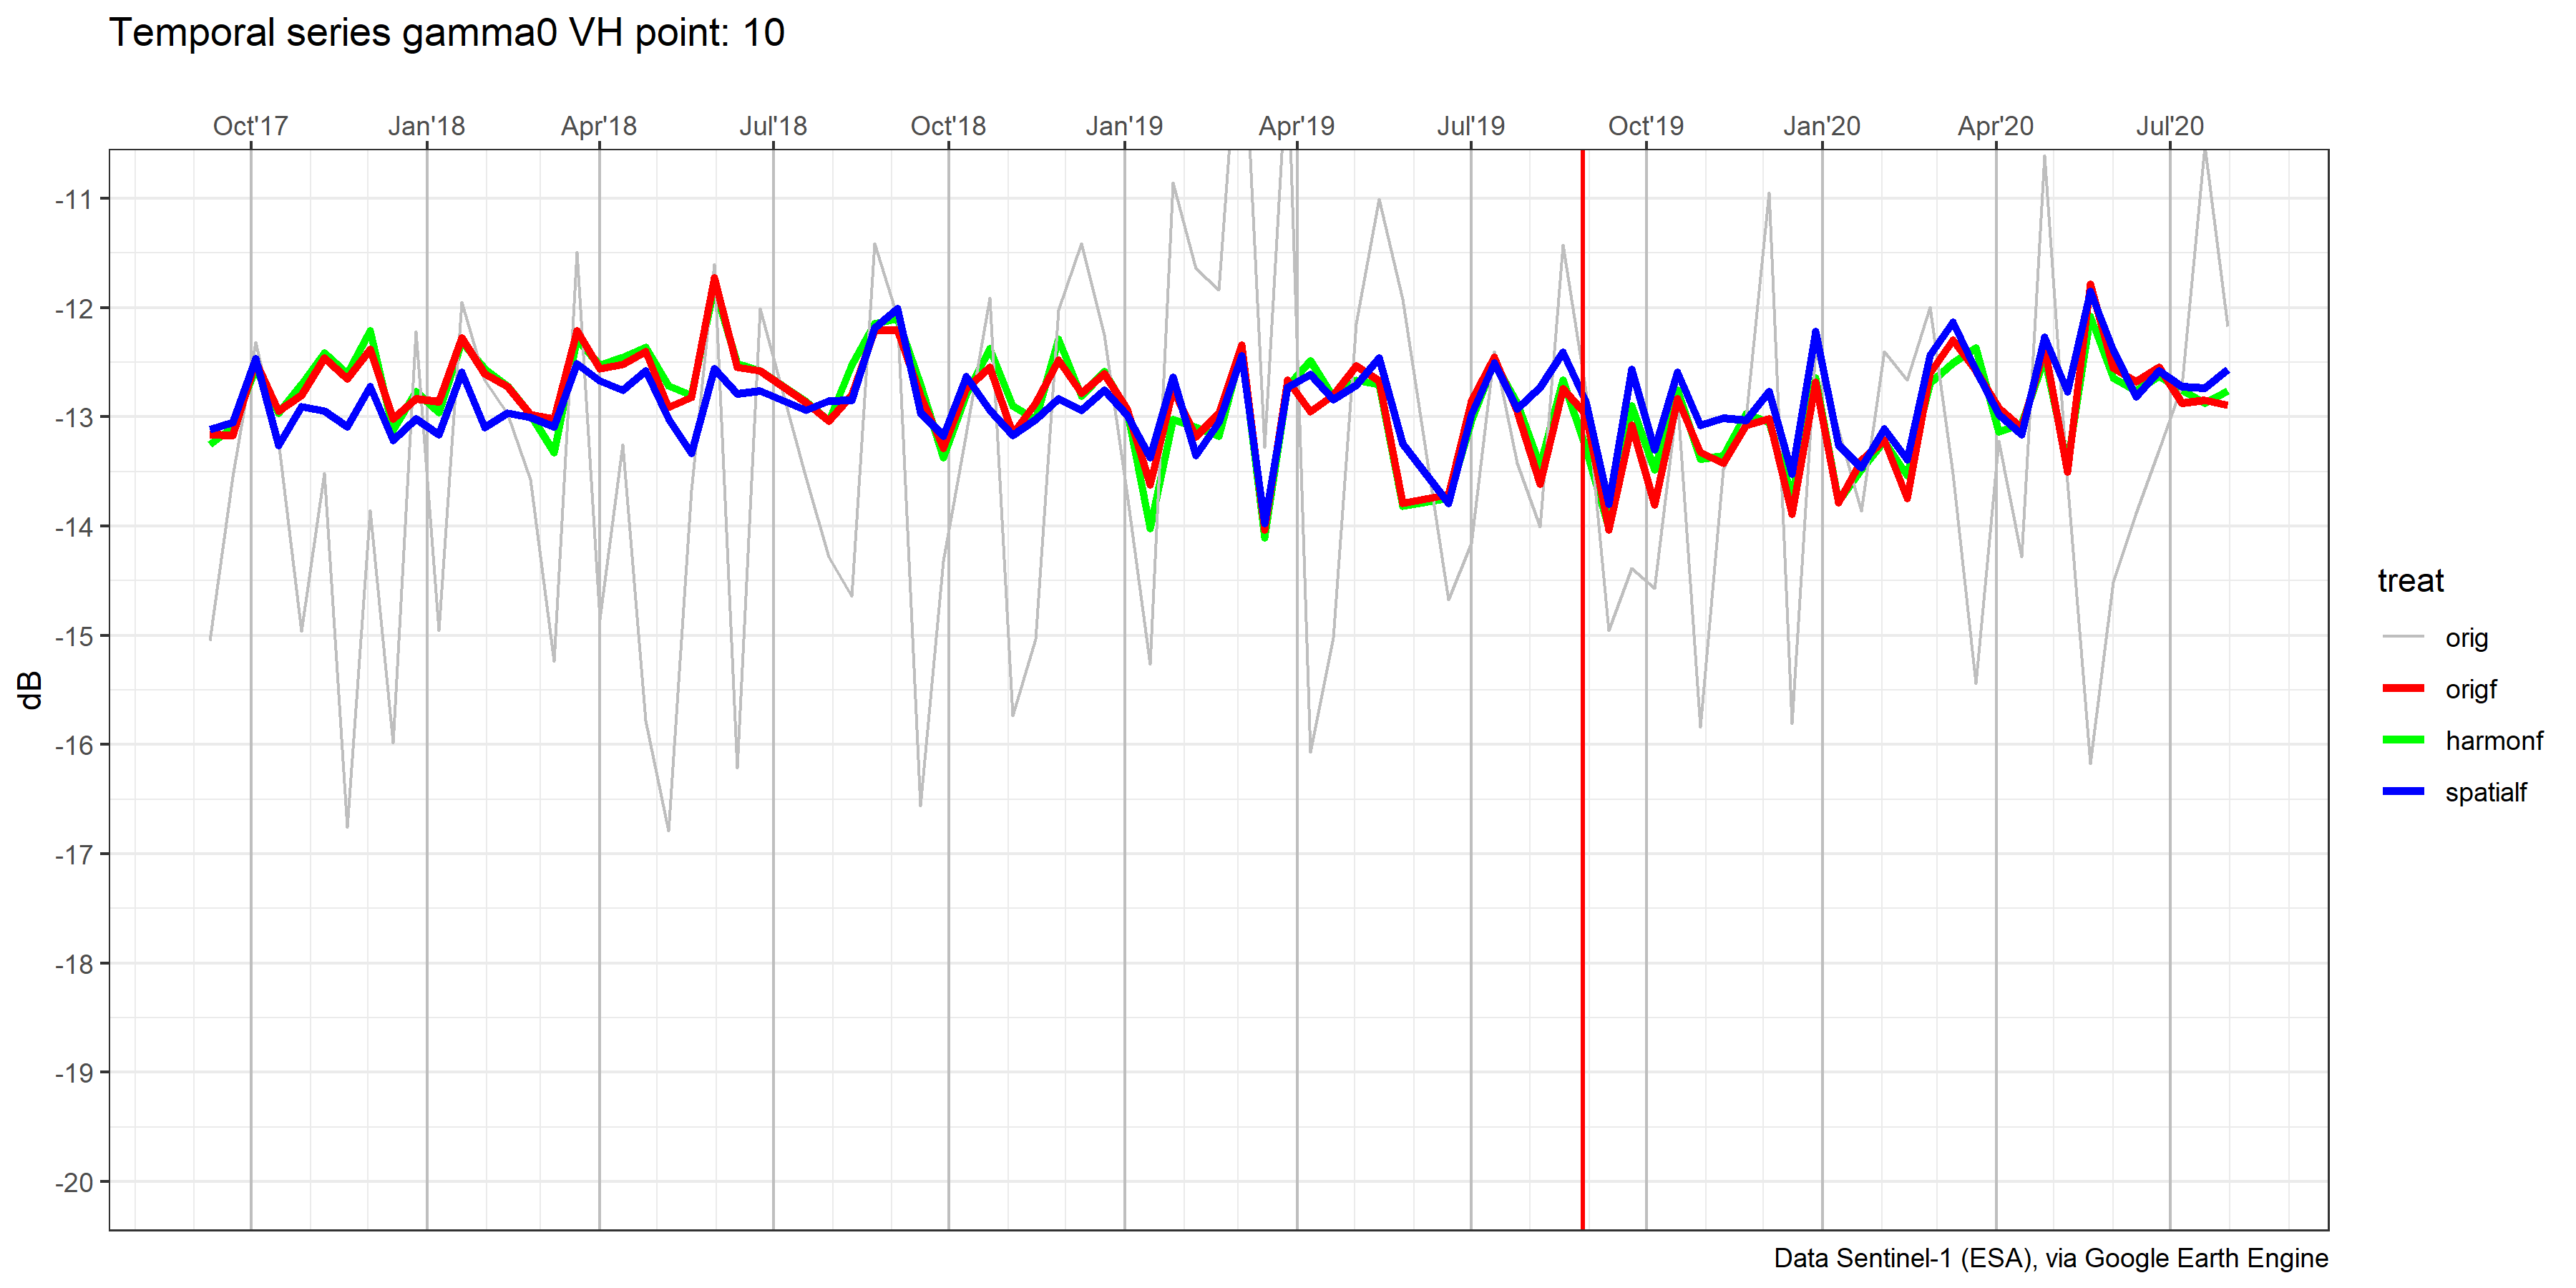 Temporal series gamma0 VH point: 10
Oct'17 Jan'18 Apr'18 Jul'18 Oct'18 Jan'19 Apr'19 Jul'19 Oct'19 Jan'20 Apr'20 Jul'20
-11
-12
-13
-14
-15
-16
-17
-18
-19
-20
dB
treat
orig
origf
harmonf
spatialf
Data Sentinel-1 (ESA), via Google Earth Engine